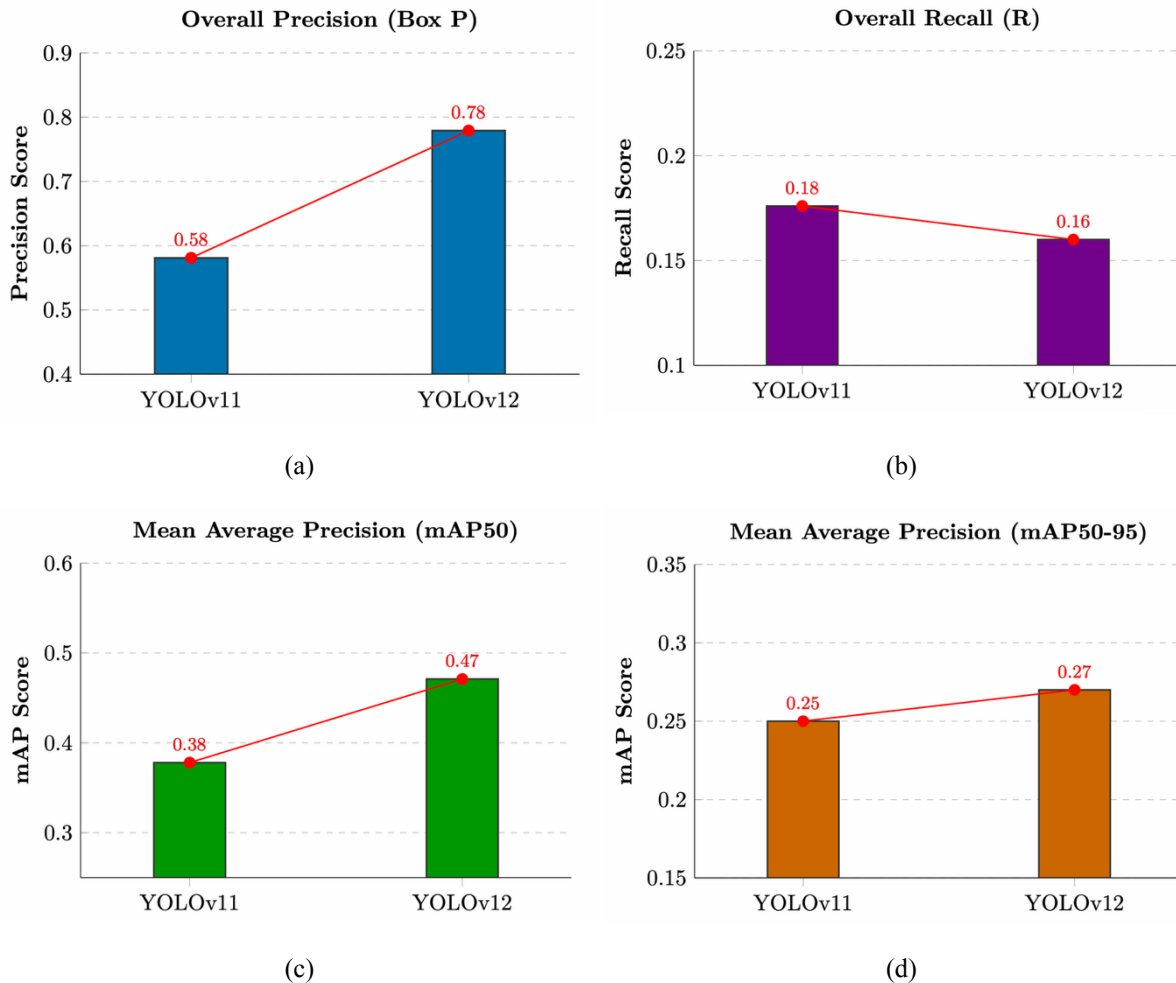 Overall Precision (Box P)
Precision Score
0.9
0.8
0.7
0.6
0.5
0.4
0.58
0.78
YOLOv11
YOLOv12
(a)
Overall Recall (R)
Recall Score
0.25
0.2
0.15
0.1
0.18
0.16
YOLOv11
YOLOv12
(b)
Mean Average Precision (mAP50)
mAP Score
0.6
0.5
0.4
0.3
0.38
0.47
YOLOv11
YOLOv12
(c)
Mean Average Precision (mAP50-95)
mAP Score
0.35
0.3
0.25
0.2
0.15
0.25
0.27
YOLOv11
YOLOv12
(d)